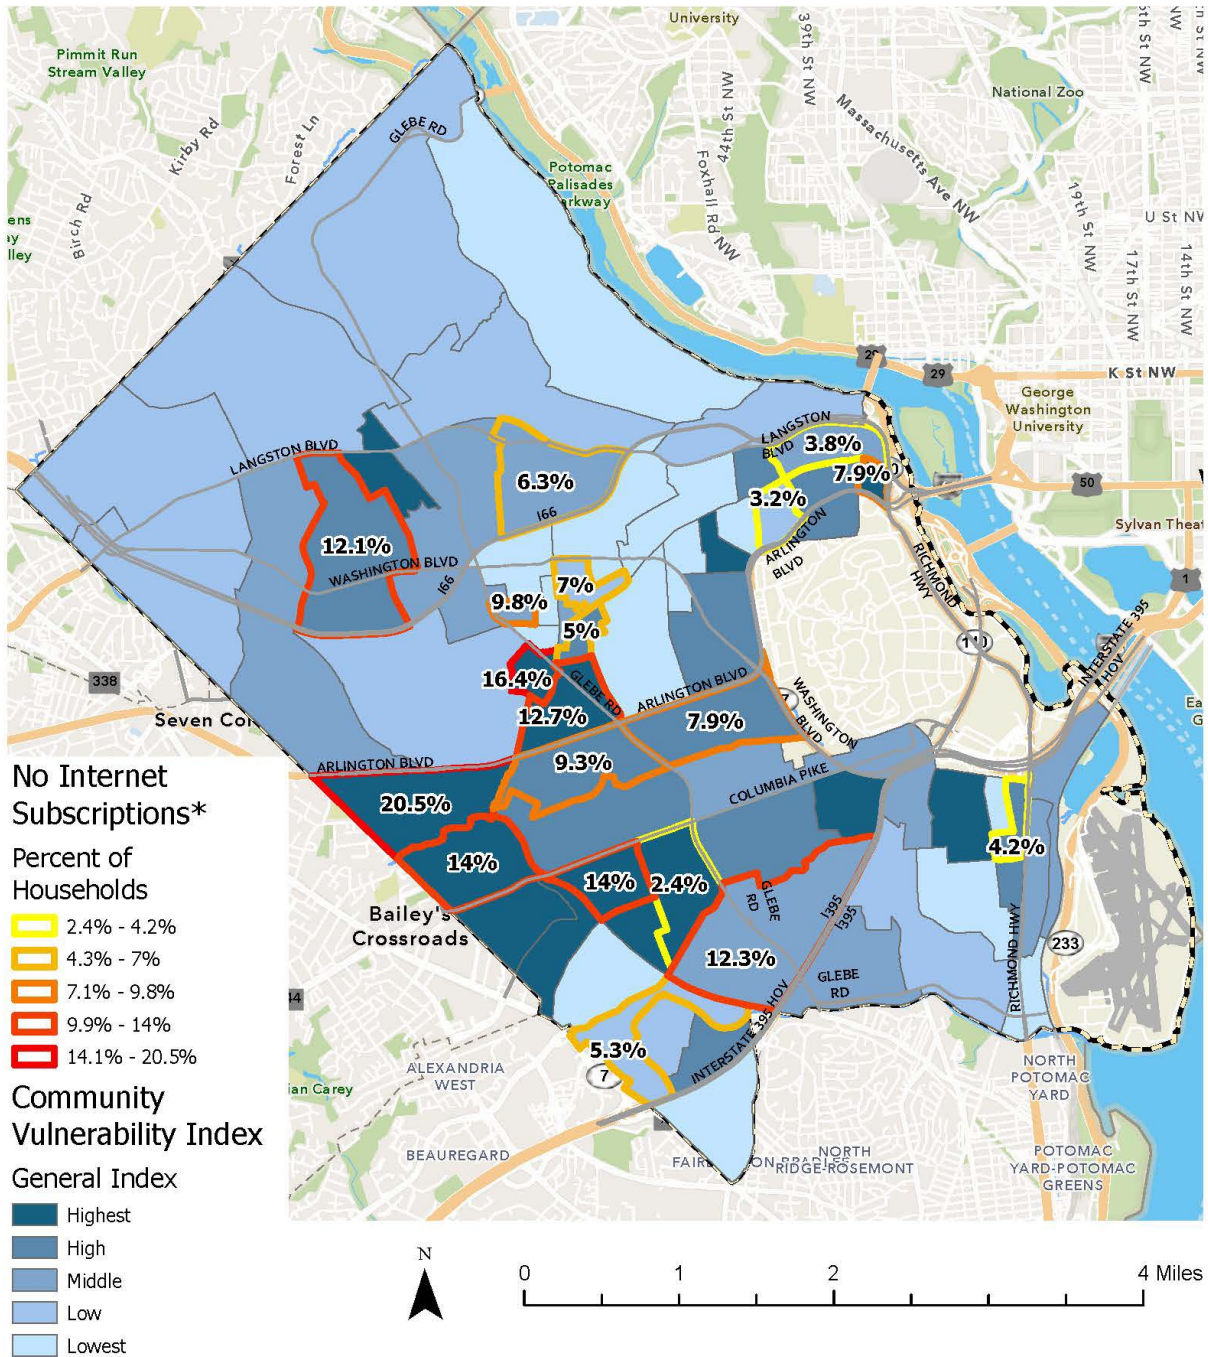 University
Pimmit Run
Stream Valley
39th St NW
44th St NW
Foxhall Rd NW
National Zoo
Massachusetts Ave NW
Kirby Rd
Forest Ln
Birch Rd
GLEBE RD
Potomac
Palisades
Parkway
19th St NW
17th St NW
14th St NW
U St NW
29
29
K St NW
George
Washington
University
50
Sylvan Theat
1
LANGSTON BLVD
LANGSTON
BLVD
3.8%
7.9%
3.2%
6.3%
I66
12.1%
WASHINGTON BLVD
I66
ARLINGTON
BLVD
RICHMOND
HWY
7%
9.8%
5%
110
INTERSTATE 395
HOV
338
Seven Cor
16.4%
GLEBE RD
12.7%
ARLINGTON BLVD
7.9%
WASHINGTON
BLVD
ARLINGTON BLVD
9.3%
20.5%
COLUMBIA PIKE
4.2%
14%
14%
2.4%
GLEBE
RD
I395
I395
Bailey's
Crossroads
12.3%
GLEBE
RD
RICHMOND HWY
233
INTERSTATE 395 HOV
5.3%
7
ALEXANDRIA
WEST
NORTH
POTOMAC
YARD
BEAUREGARD
NORTH
RIDGE-ROSEMONT
POTOMAC
YARD-POTOMAC
GREENS
ian Carey
No Internet
Subscriptions*
Percent of
Households
2.4% - 4.2%
4.3% - 7%
7.1% - 9.8%
9.9% - 14%
14.1% - 20.5%
Community
Vulnerability Index
General Index
Highest
High
Middle
Low
Lowest
N
0 1 2 4 Miles